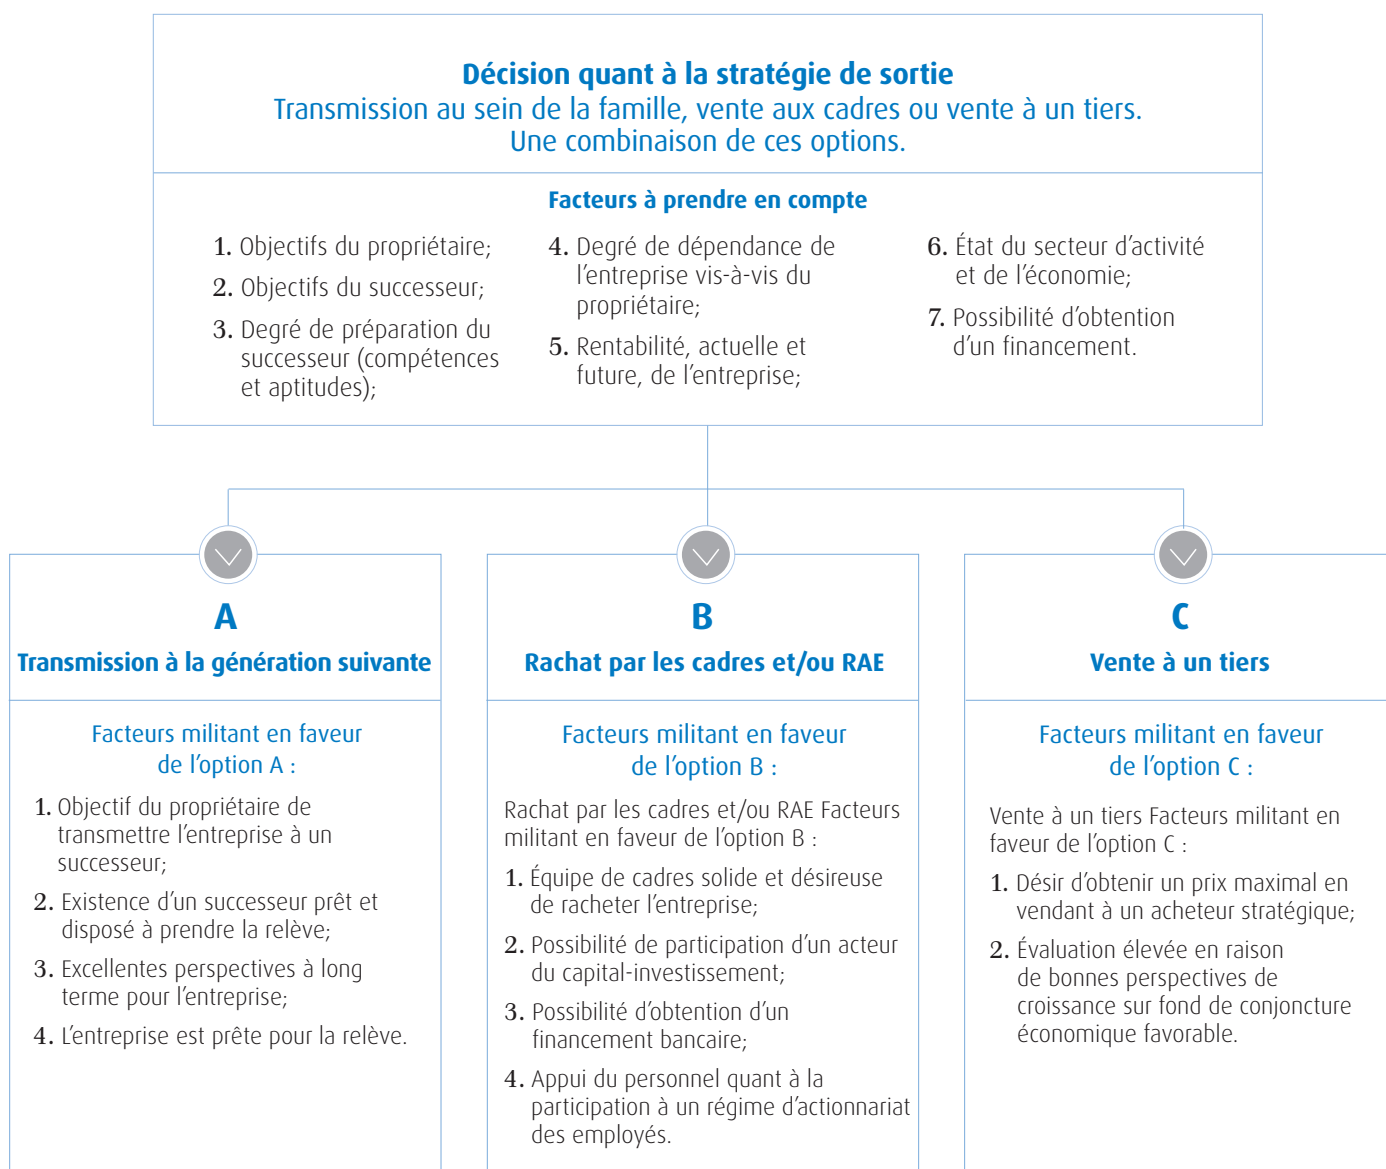 Décision quant à la stratégie de sortie
Transmission au sein de la famille, vente aux cadres ou vente à un tiers.
Une combinaison de ces options.
Facteurs à prendre en compte
1. Objectifs du propriétaire;
2. Objectifs du successeur;
3. Degré de préparation du
successeur (compétences
et aptitudes);
4. Degré de dépendance de
l’entreprise vis-à-vis du
propriétaire;
5. Rentabilité, actuelle et
future, de l’entreprise;
6. État du secteur d’activité
et de l’économie;
7. Possibilité d’obtention
d’un financement.
A
Transmission à la génération suivante
Facteurs militant en faveur
de l’option A :
1. Objectif du propriétaire de
transmettre l’entreprise à un
successeur;
2. Existence d’un successeur prêt et
disposé à prendre la relève;
3. Excellentes perspectives à long
terme pour l’entreprise;
4. L’entreprise est prête pour la relève.
B
Rachat par les cadres et/ou RAE
Facteurs militant en faveur
de l’option B :
Rachat par les cadres et/ou RAE Facteurs
militant en faveur de l’option B :
1. Équipe de cadres solide et désireuse
de racheter l’entreprise;
2. Possibilité de participation d’un acteur
du capital-investissement;
3. Possibilité d’obtention d’un
financement bancaire;
4. Appui du personnel quant à la
participation à un régime d’actionnariat
des employés.
C
Vente à un tiers
Facteurs militant en faveur
de l’option C :
Vente à un tiers Facteurs militant en
faveur de l’option C :
1. Désir d’obtenir un prix maximal en
vendant à un acheteur stratégique;
2. Évaluation élevée en raison
de bonnes perspectives de
croissance sur fond de conjoncture
économique favorable.